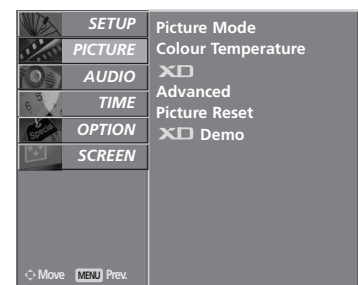 SETUP
PICTURE
AUDIO
TIME
OPTION
SCREEN
Picture Mode
Colour Temperature
XD
Advanced
Picture Reset
XD Demo
Move MENU Prev.